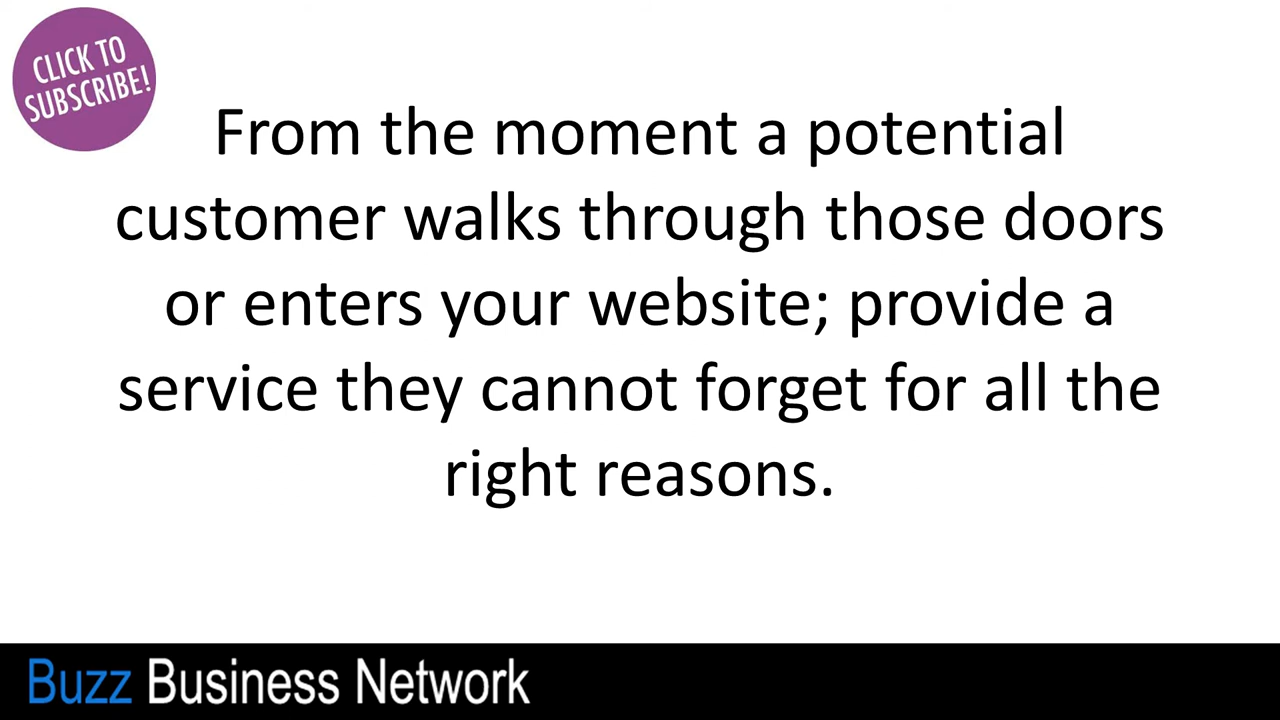 CLICK TO
SUBSCRIBE!
From the moment a potential
customer walks through those doors
or enters your website; provide a
service they cannot forget for all the
right reasons.
Buzz Business Network